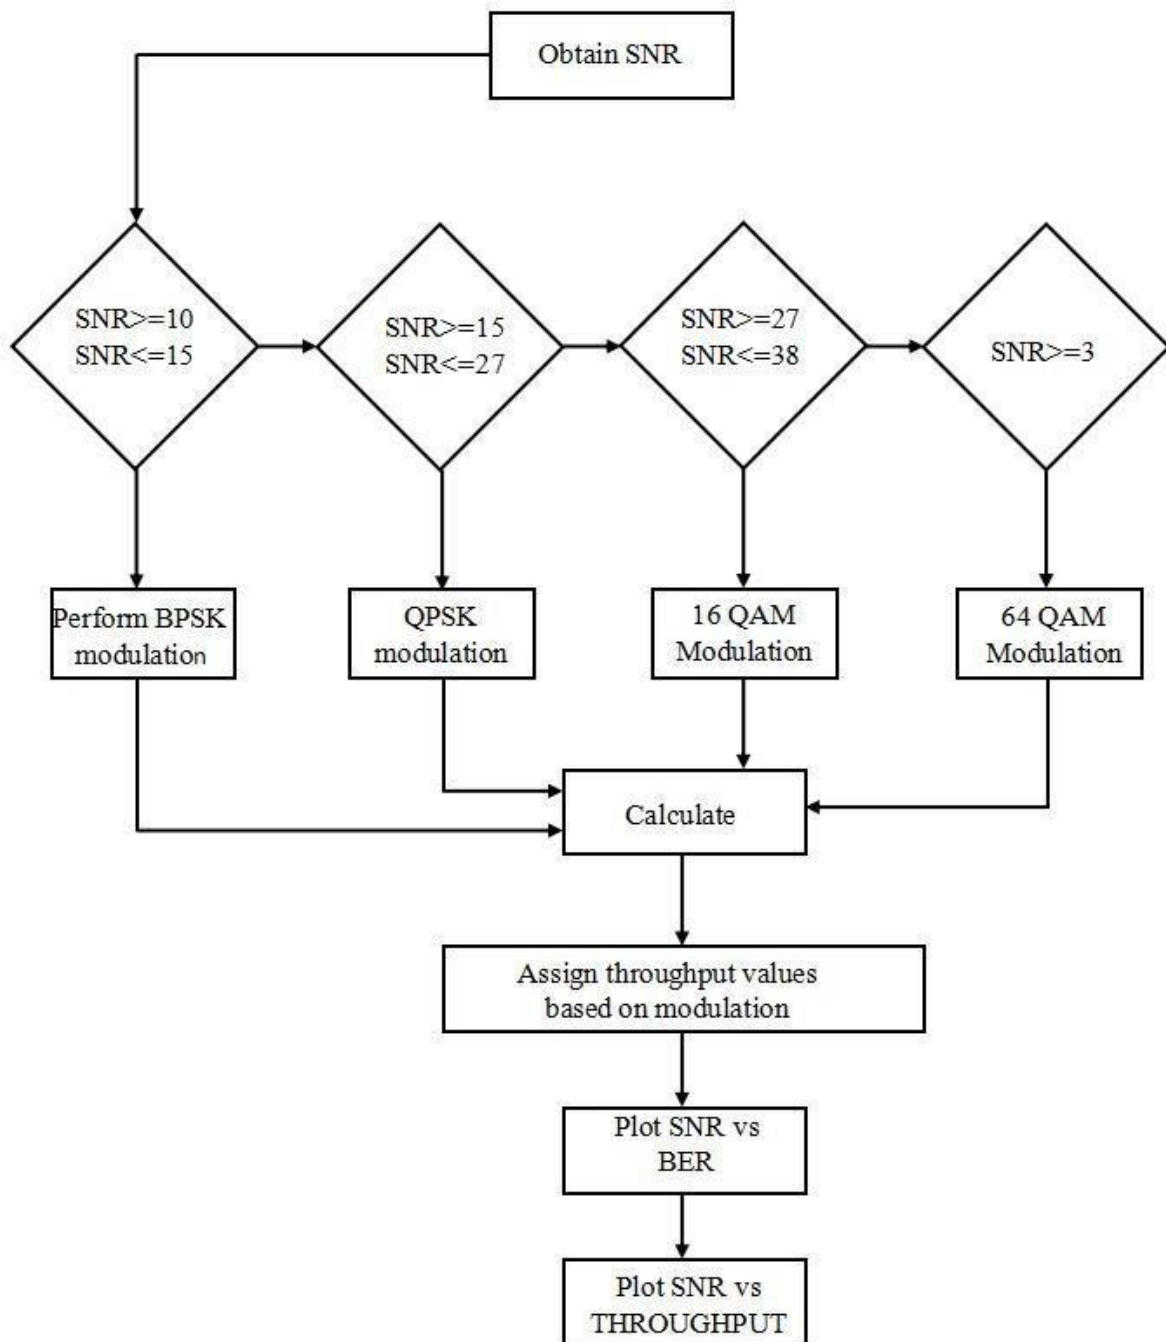 Obtain SNR
SNR>=10
SNR<=15
SNR>=15
SNR<=27
SNR>=27
SNR<=38
SNR>=3
Perform BPSK
modulation
QPSK
modulation
16 QAM
Modulation
64 QAM
Modulation
Calculate
Assign throughput values
based on modulation
Plot SNR vs
BER
Plot SNR vs
THROUGHPUT